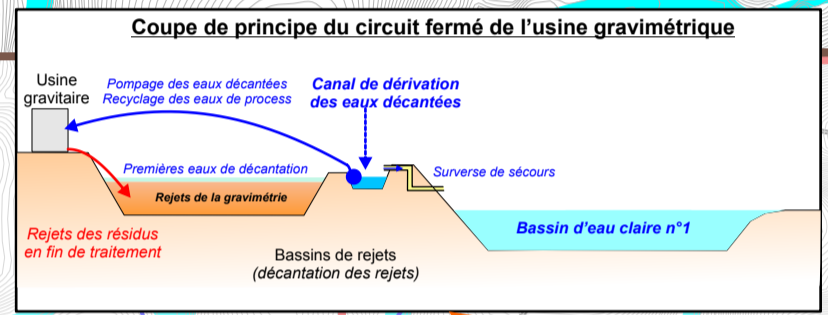 Coupe de principe du circuit fermé de l'usine gravimétrique
Usine
gravitaire
Pompage des eaux décantées
Recyclage des eaux de process
Canal de dérivation
des eaux décantées
Premières eaux de décantation
Surverse de sécours
Rejets de la gravimétrie
Rejets des résidus
en fin de traitement
Bassins de rejets
(décantation des rejets)
Bassin d'eau claire n°1